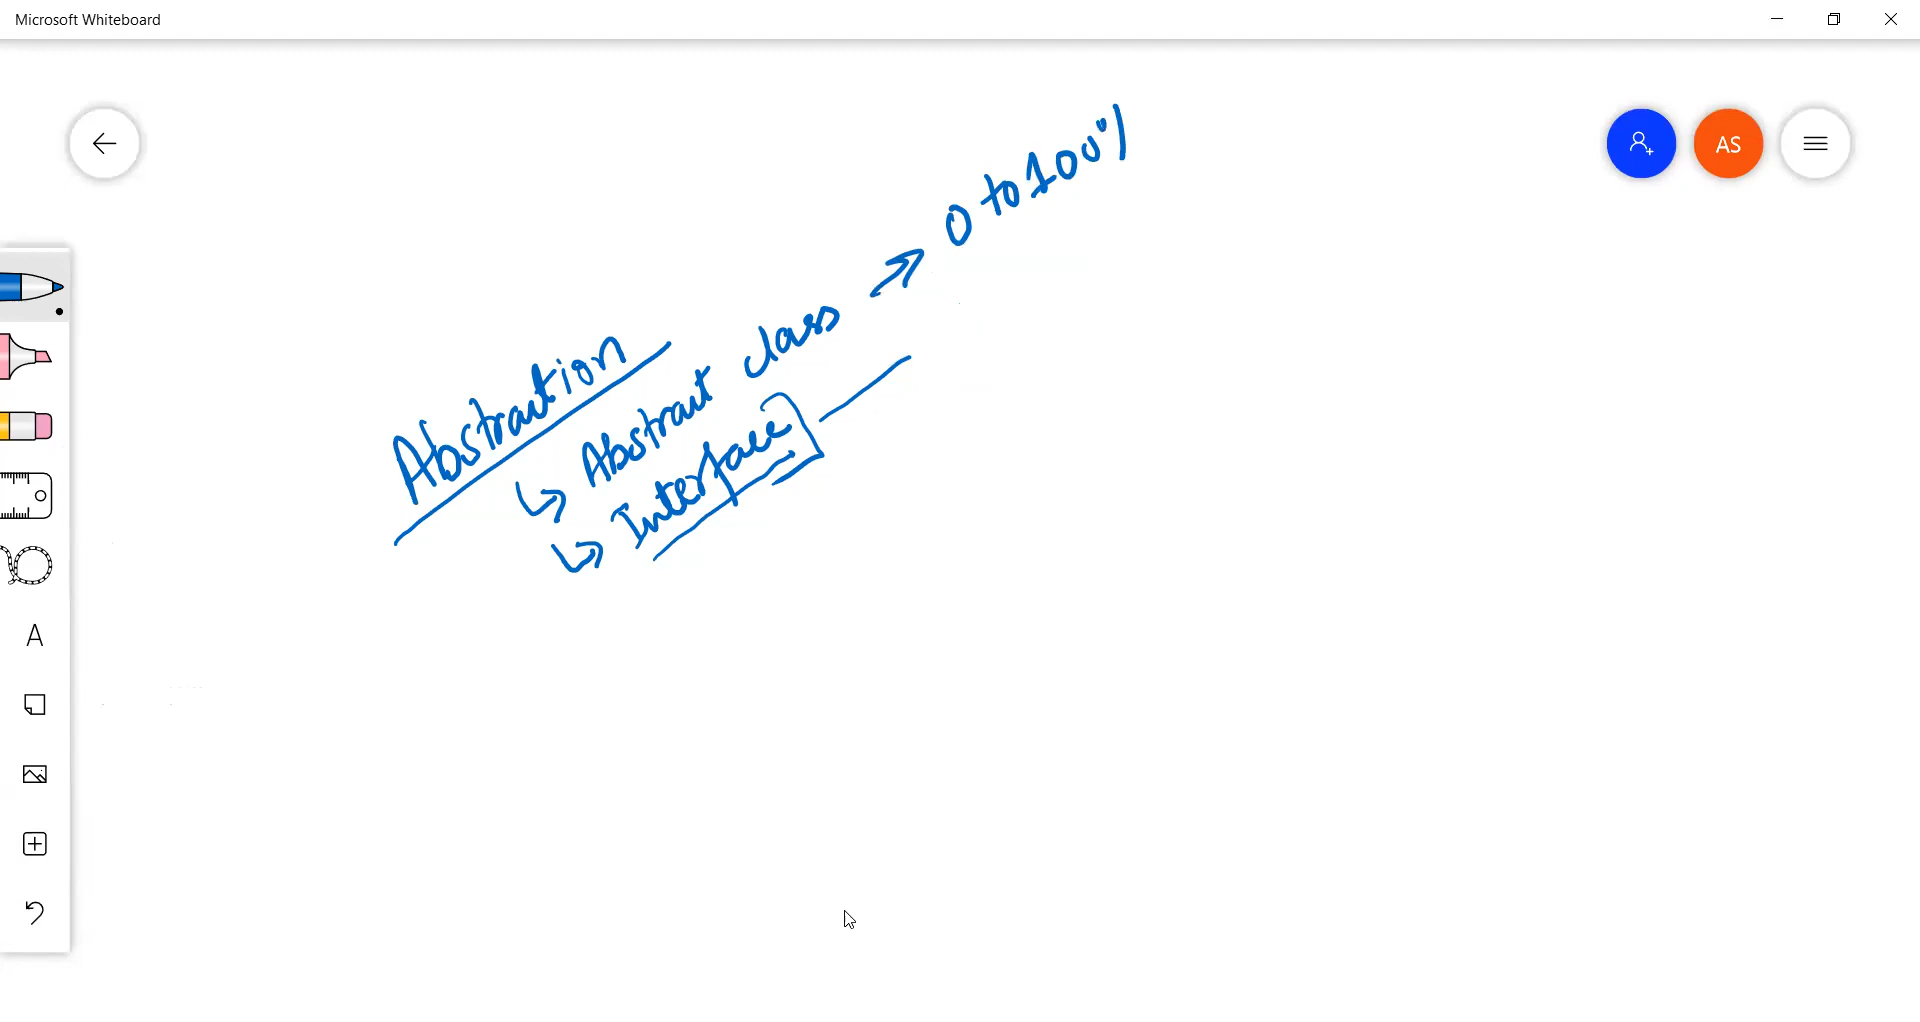 Microsoft Whiteboard
AS
Abstraction
Abstract class → 0 to 100%
Interface
A